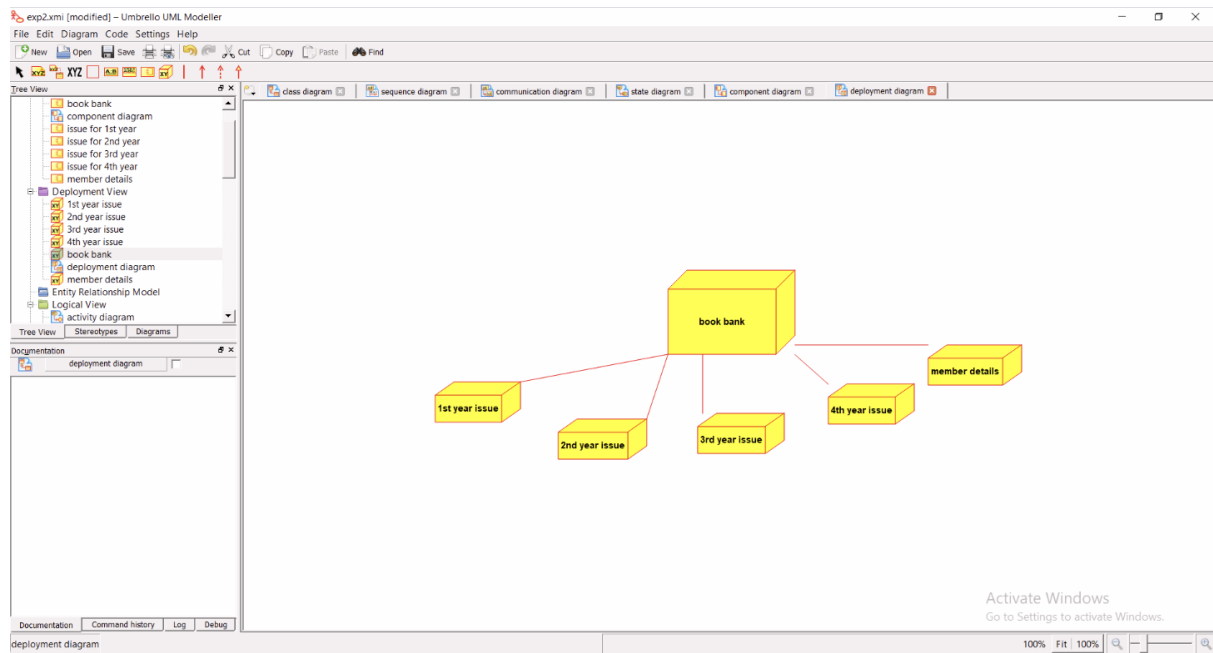 exp2.xmi [modified] – Umbrello UML Modeller
File Edit Diagram Code Settings Help
New Open Save Cut Copy Paste Find
XYZ XYZ A.B ABC XY
Tree View
class diagram sequence diagram communication diagram state diagram component diagram deployment diagram
book bank
component diagram
issue for 1st year
issue for 2nd year
issue for 3rd year
issue for 4th year
member details
Deployment View
1st year issue
2nd year issue
3rd year issue
4th year issue
book bank
deployment diagram
member details
Entity Relationship Model
Logical View
activity diagram
Tree View Stereotypes Diagrams
Documentation
deployment diagram
book bank
member details
1st year issue
4th year issue
2nd year issue
3rd year issue
Activate Windows
Go to Settings to activate Windows.
Documentation Command history Log Debug
deployment diagram
100% Fit 100%